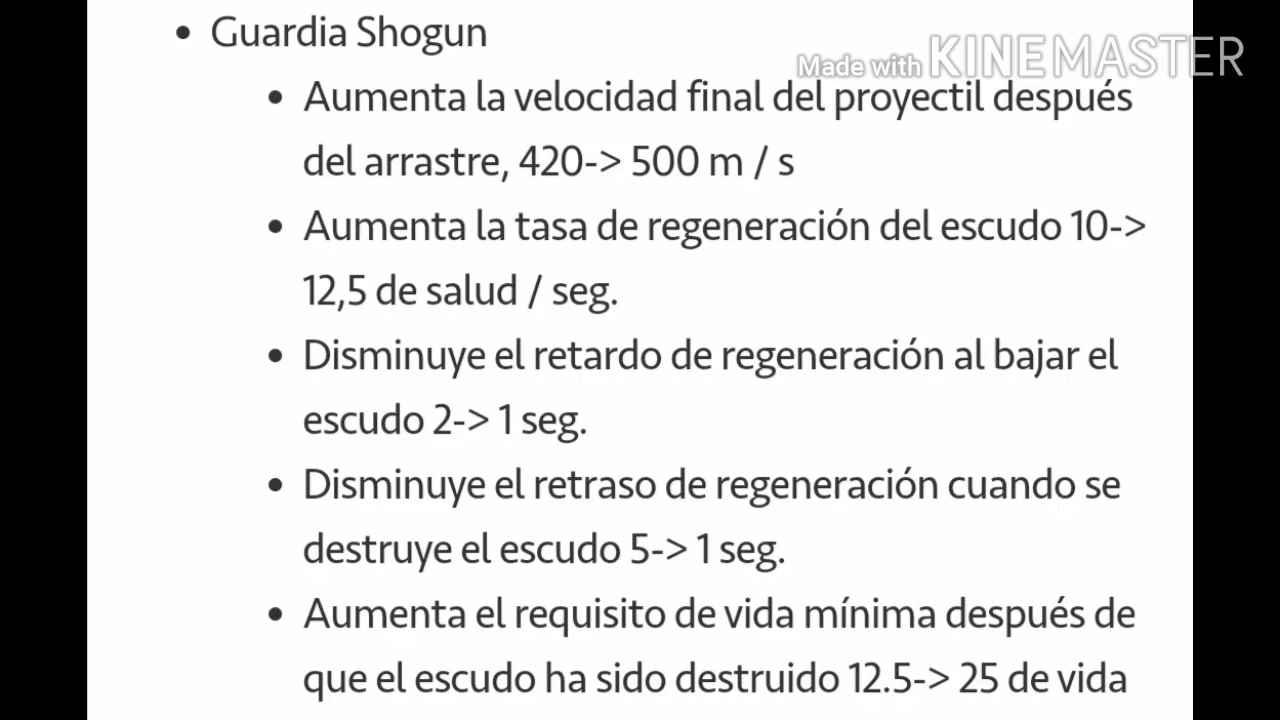 Guardia Shogun
Made with KINEMASTER
Aumenta la velocidad final del proyectil después
del arrastre, 420-> 500 m / s
Aumenta la tasa de regeneración del escudo 10->
12,5 de salud / seg.
Disminuye el retardo de regeneración al bajar el
escudo 2-> 1 seg.
Disminuye el retraso de regeneración cuando se
destruye el escudo 5-> 1 seg.
Aumenta el requisito de vida mínima después de
que el escudo ha sido destruido 12.5-> 25 de vida